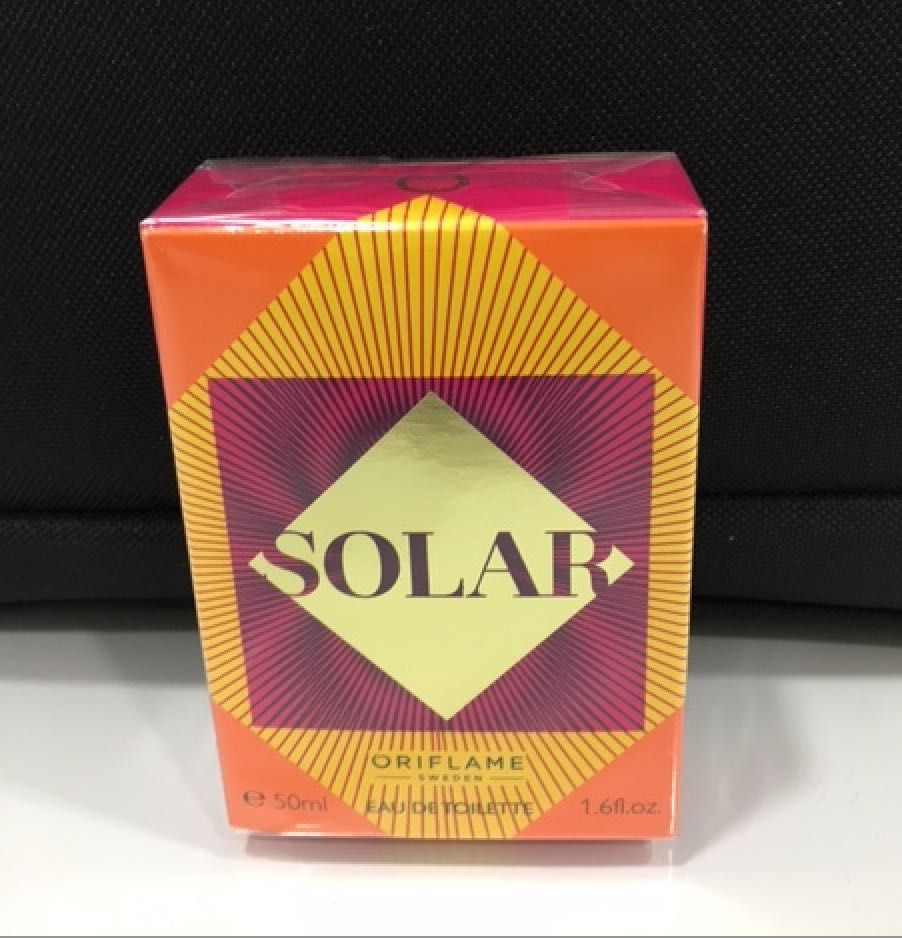 SOLAR
ORIFLAME
SWEDEN
℮ 50ml EAU DE TOILETTE 1.6fl.oz.